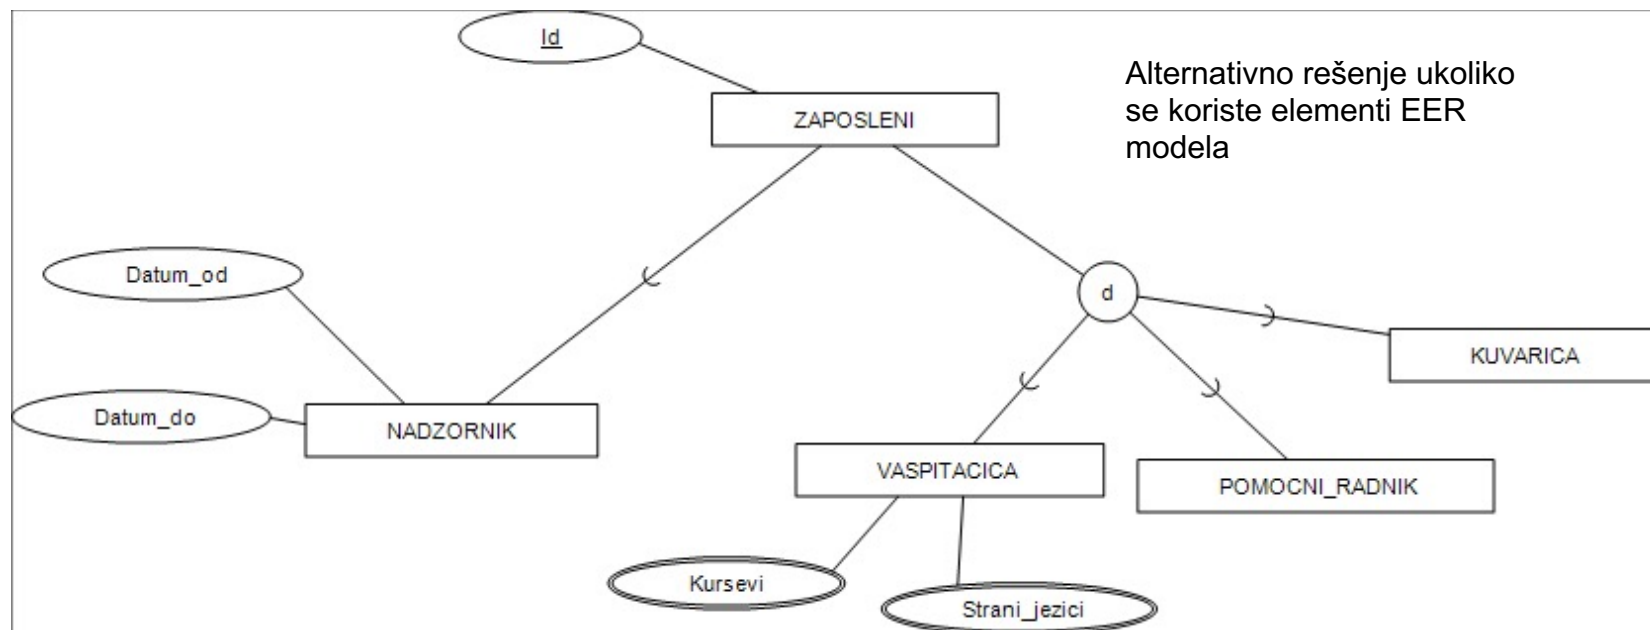 Id
Alternativno rešenje ukoliko
se koriste elementi EER
modela
ZAPOSLENI
Datum_od
d
KUVARICA
Datum_do
NADZORNIK
VASPITACICA
POMOCNI_RADNIK
Kursevi
Strani_jezici